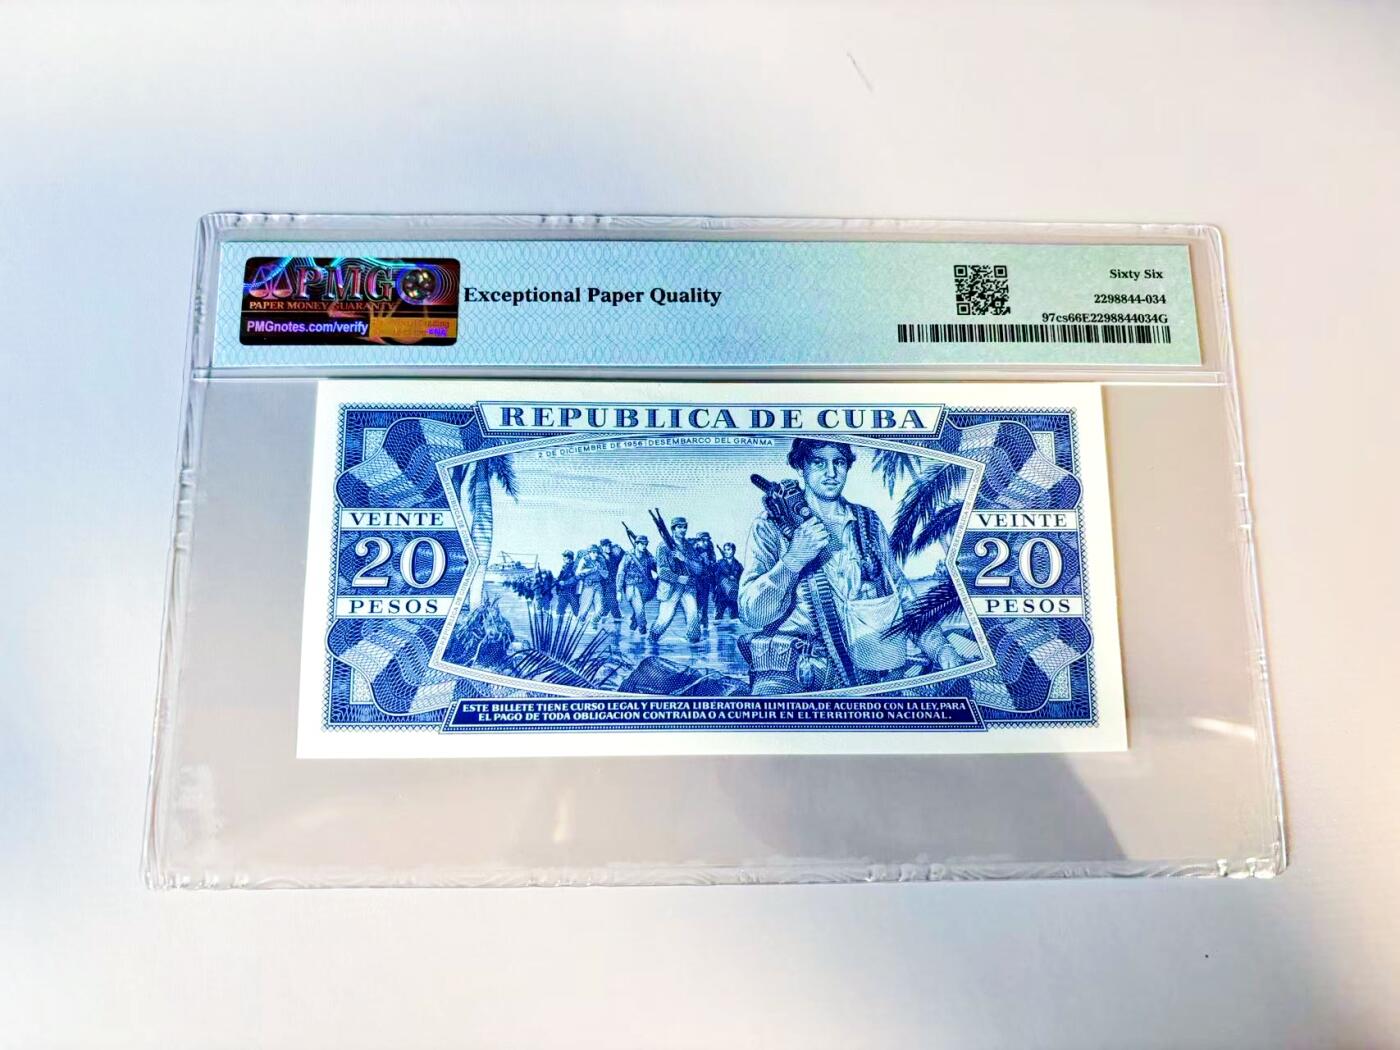 PMG
PAPER MONEY GUARANTY
PMGnotes.com/verify
Exceptional Paper Quality
Sixty Six
2298844-034
97cs66E2298844034G
REPUBLICA DE CUBA
2 DE DICIEMBRE DE 1956 DESEMBARCO DEL GRANMA
VEINTE
20
PESOS
VEINTE
20
PESOS
ESTE BILLETE TIENE CURSO LEGAL Y FUERZA LIBERATORIA ILIMITADA, DE ACUERDO CON LA LEY, PARA
EL PAGO DE TODA OBLIGACION CONTRAIDA O A CUMPLIR EN EL TERRITORIO NACIONAL.